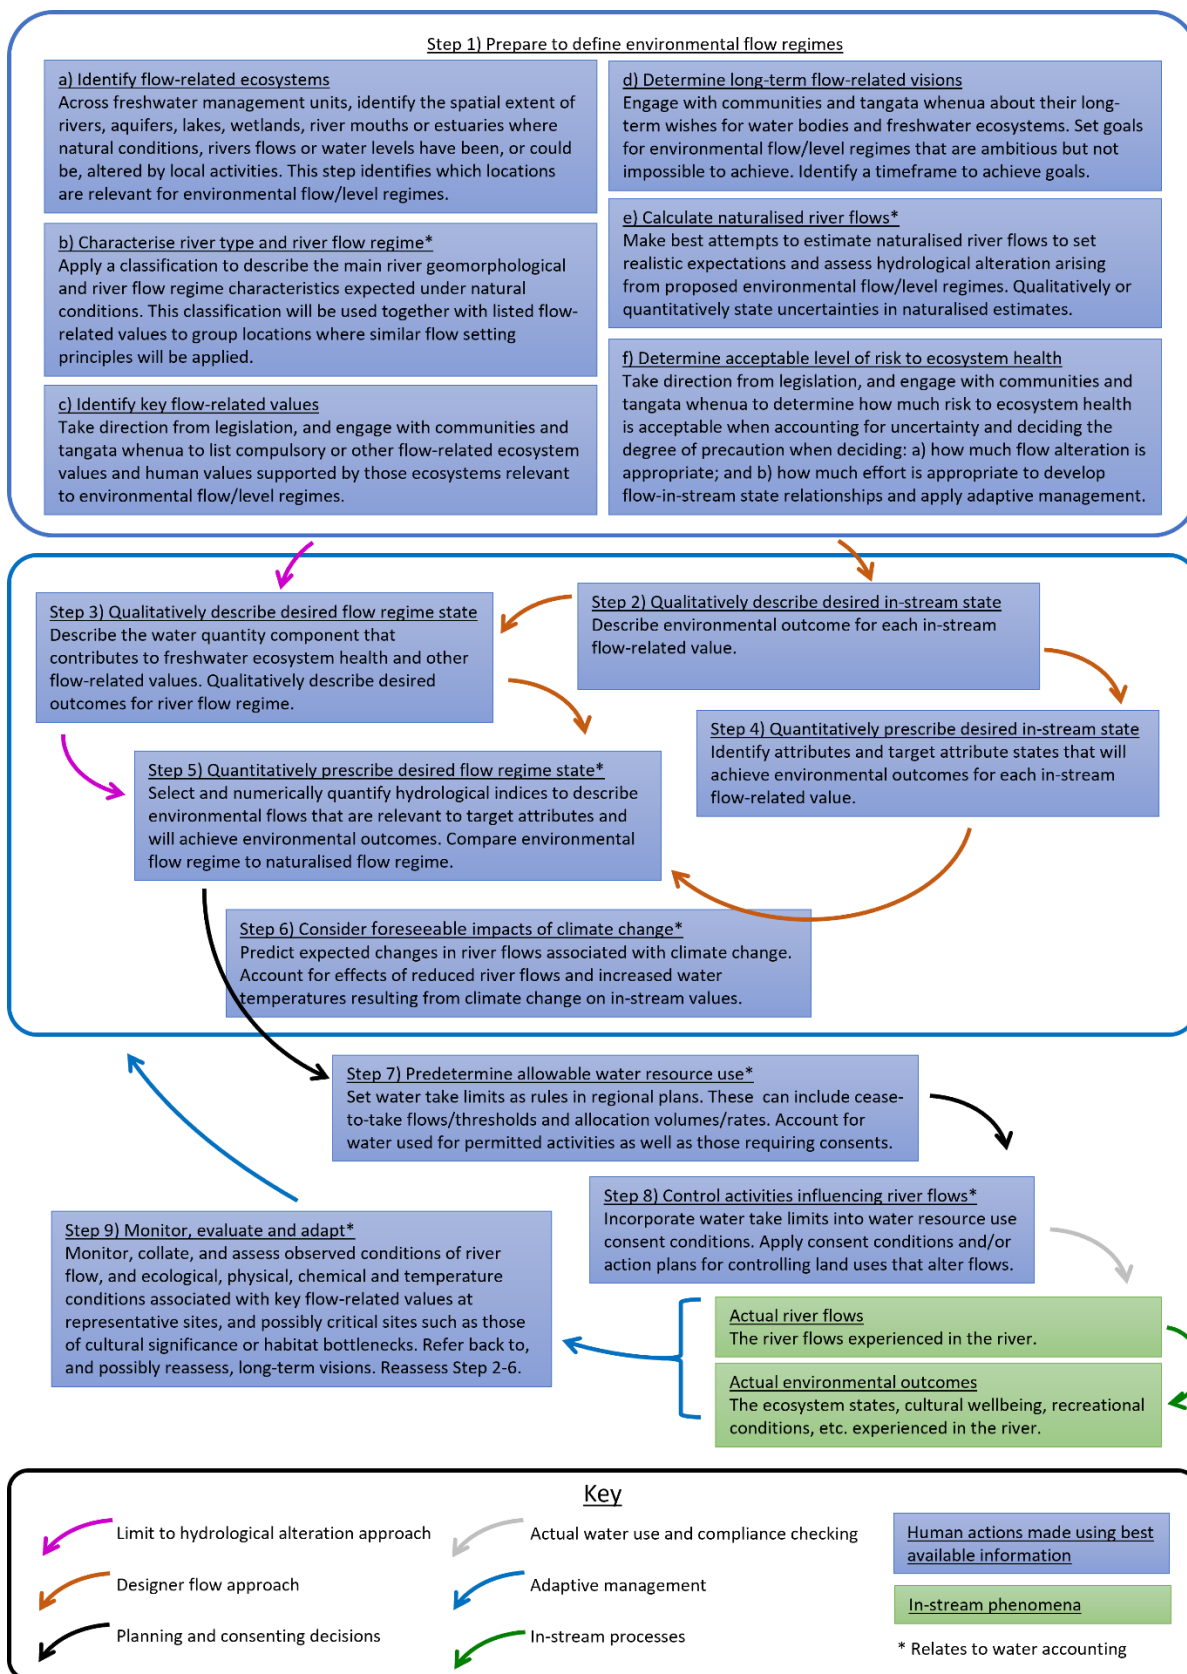 Step 1) Prepare to define environmental flow regimes
a) Identify flow-related ecosystems
Across freshwater management units, identify the spatial extent of
rivers, aquifers, lakes, wetlands, river mouths or estuaries where
natural conditions, rivers flows or water levels have been, or could
be, altered by local activities. This step identifies which locations
are relevant for environmental flow/level regimes.
b) Characterise river type and river flow regime*
Apply a classification to describe the main river geomorphological
and river flow regime characteristics expected under natural
conditions. This classification will be used together with listed flow-
related values to group locations where similar flow setting
principles will be applied.
c) Identify key flow-related values
Take direction from legislation, and engage with communities and
tangata whenua to list compulsory or other flow-related ecosystem
values and human values supported by those ecosystems relevant
to environmental flow/level regimes.
d) Determine long-term flow-related visions
Engage with communities and tangata whenua about their long-
term wishes for water bodies and freshwater ecosystems. Set goals
for environmental flow/level regimes that are ambitious but not
impossible to achieve. Identify a timeframe to achieve goals.
e) Calculate naturalised river flows*
Make best attempts to estimate naturalised river flows to set
realistic expectations and assess hydrological alteration arising
from proposed environmental flow/level regimes. Qualitatively or
quantitatively state uncertainties in naturalised estimates.
f) Determine acceptable level of risk to ecosystem health
Take direction from legislation, and engage with communities and
tangata whenua to determine how much risk to ecosystem health
is acceptable when accounting for uncertainty and deciding the
degree of precaution when deciding: a) how much flow alteration is
appropriate; and b) how much effort is appropriate to develop
flow-in-stream state relationships and apply adaptive management.
Step 3) Qualitatively describe desired flow regime state
Describe the water quantity component that
contributes to freshwater ecosystem health and other
flow-related values. Qualitatively describe desired
outcomes for river flow regime.
Step 2) Qualitatively describe desired in-stream state
Describe environmental outcome for each in-stream
flow-related value.
Step 4) Quantitatively prescribe desired in-stream state
Identify attributes and target attribute states that will
achieve environmental outcomes for each in-stream
flow-related value.
Step 5) Quantitatively prescribe desired flow regime state*
Select and numerically quantify hydrological indices to describe
environmental flows that are relevant to target attributes and
will achieve environmental outcomes. Compare environmental
flow regime to naturalised flow regime.
Step 6) Consider foreseeable impacts of climate change*
Predict expected changes in river flows associated with climate change.
Account for effects of reduced river flows and increased water
temperatures resulting from climate change on in-stream values.
Step 7) Predetermine allowable water resource use*
Set water take limits as rules in regional plans. These can include cease-
to-take flows/thresholds and allocation volumes/rates. Account for
water used for permitted activities as well as those requiring consents.
Step 8) Control activities influencing river flows*
Incorporate water take limits into water resource use
consent conditions. Apply consent conditions and/or
action plans for controlling land uses that alter flows.
Step 9) Monitor, evaluate and adapt*
Monitor, collate, and assess observed conditions of river
flow, and ecological, physical, chemical and temperature
conditions associated with key flow-related values at
representative sites, and possibly critical sites such as those
of cultural significance or habitat bottlenecks. Refer back to,
and possibly reassess, long-term visions. Reassess Step 2-6.
Actual river flows
The river flows experienced in the river.
Actual environmental outcomes
The ecosystem states, cultural wellbeing, recreational
conditions, etc. experienced in the river.
Key
Limit to hydrological alteration approach
Designer flow approach
Planning and consenting decisions
Actual water use and compliance checking
Adaptive management
In-stream processes
Human actions made using best
available information
In-stream phenomena
* Relates to water accounting